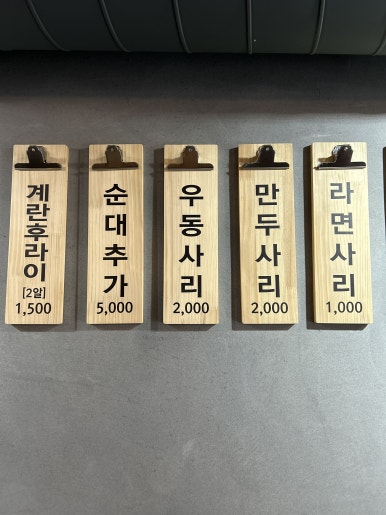 계란후라이
[2알]
1,500
순대추가
5,000
우동사리
2,000
만두사리
2,000
라면사리
1,000